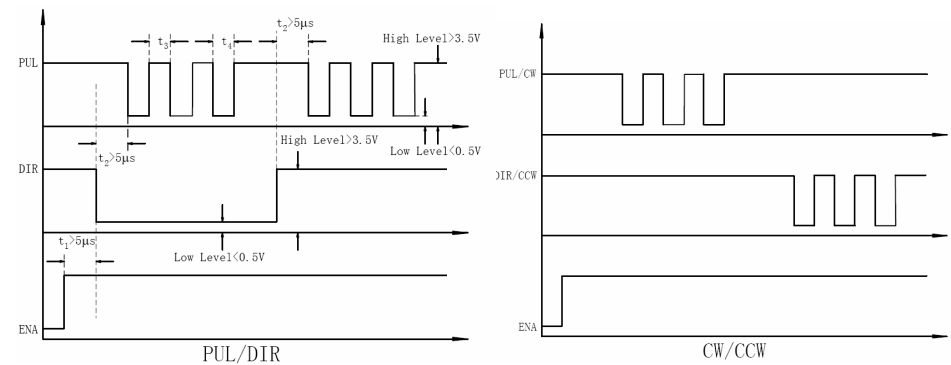 t₂>5μs
t₃
t₄
High Level>3.5V
PUL
t₂>5μs
High Level>3.5V
Low Level<0.5V
DIR
t₁>5μs
Low Level<0.5V
ENA
PUL/DIR
PUL/CW
DIR/CCW
ENA
CW/CCW